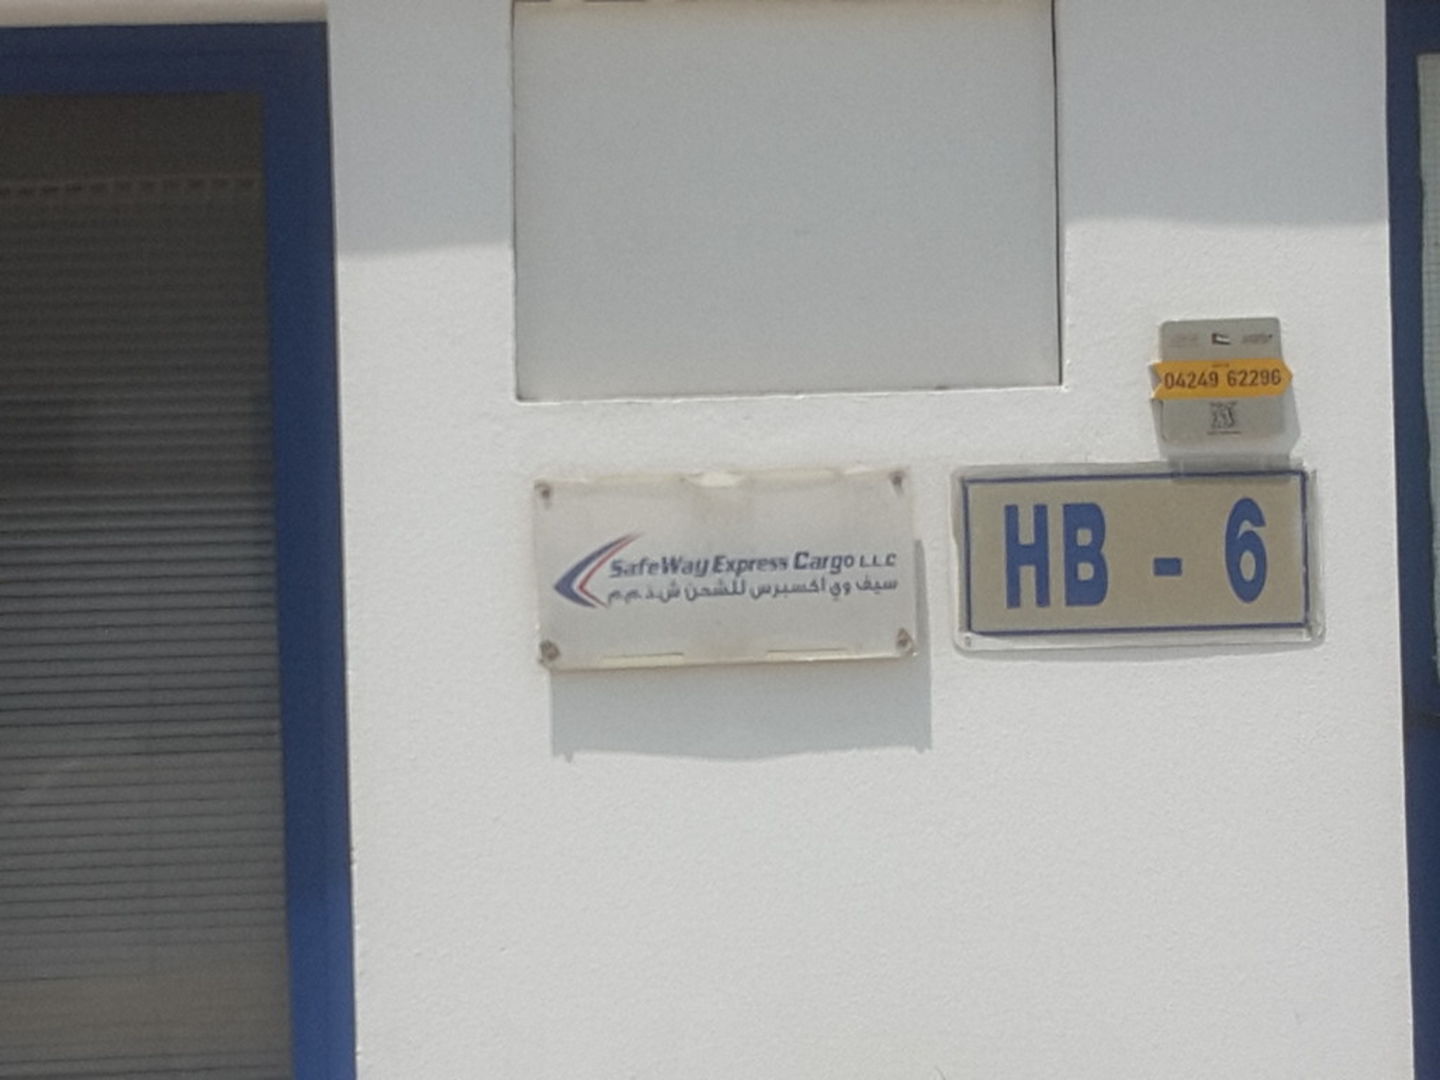 04249 62296
SafeWay Express Cargo LLC
سيف وي اكسبرس للشحن ش.ذ.م.م
HB - 6